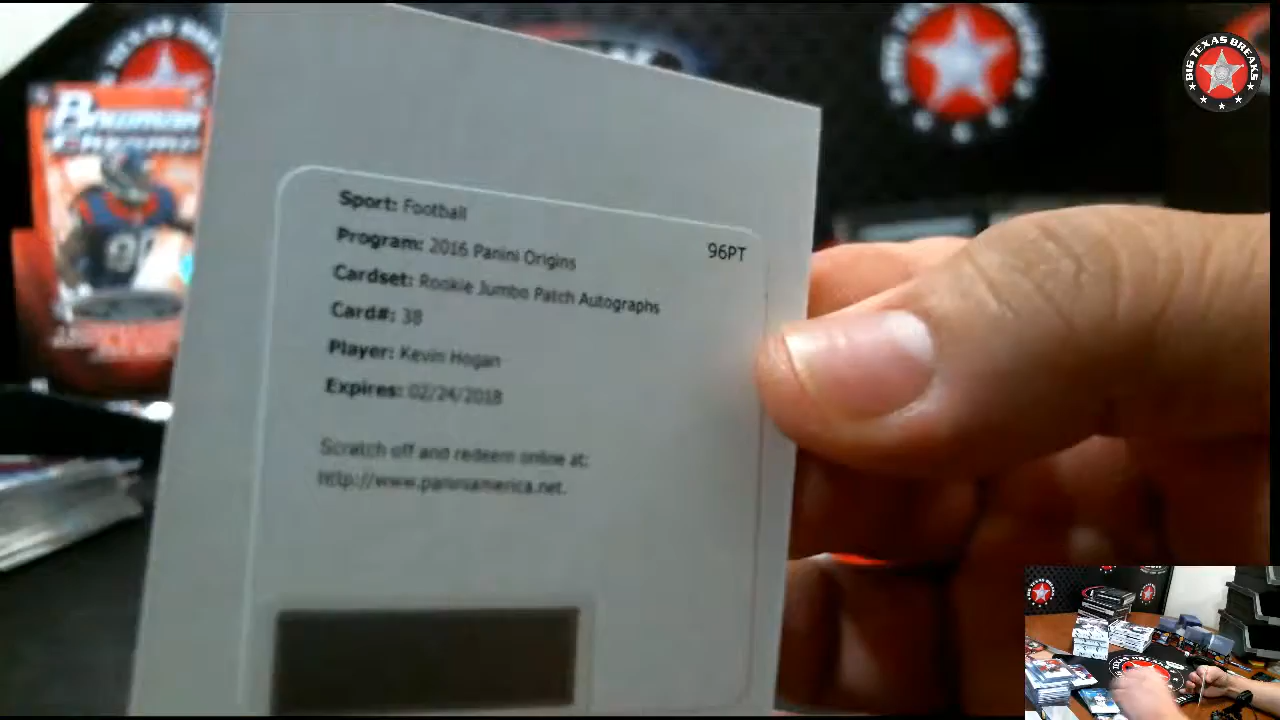 BIG TEXAS BREAKS
Bowman
Sport: Football
96PT
Program: 2016 Panini Origins
Cardset: Rookie Jumbo Patch Autographs
Card#: 38
Player: Kevin Hogan
Expires: 02/24/2018
Scratch off and redeem online at:
http://www.paniniamerica.net.